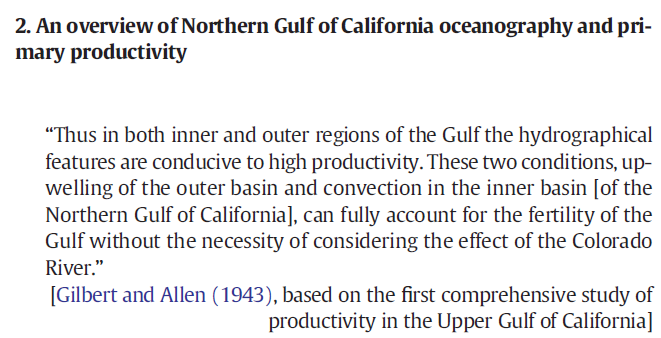 2. An overview of Northern Gulf of California oceanography and pri-
mary productivity
“Thus in both inner and outer regions of the Gulf the hydrographical
features are conducive to high productivity. These two conditions, up-
welling of the outer basin and convection in the inner basin [of the
Northern Gulf of California], can fully account for the fertility of the
Gulf without the necessity of considering the effect of the Colorado
River.”
[Gilbert and Allen (1943), based on the first comprehensive study of
productivity in the Upper Gulf of California]